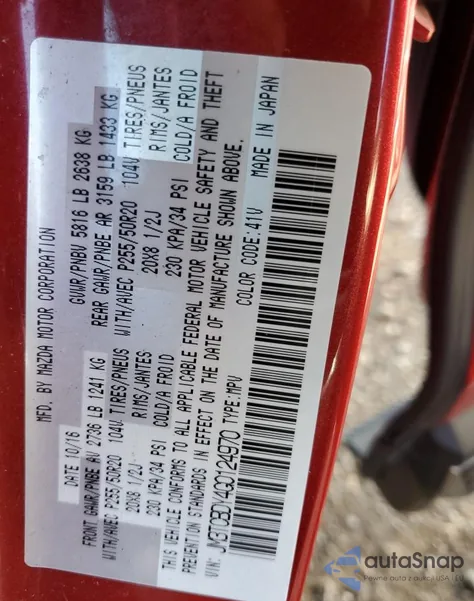 MFD. BY MAZDA MOTOR CORPORATION
DATE 10/16 GVWR/PNBV 5816 LB 2638 KG
FRONT GAWR/PNBE AV 2736 LB 1241 KG REAR GAWR/PNBE AR 3159 LB 1433 KG
WITH/AVEC P255/50R20 104V TIRES/PNEUS WITH/AVEC P255/50R20 104V TIRES/PNEUS
20X8 1/2J RIMS/JANTES 20X8 1/2J RIMS/JANTES
230 KPA/34 PSI COLD/A FROID 230 KPA/34 PSI COLD/A FROID
THIS VEHICLE CONFORMS TO ALL APPLICABLE FEDERAL MOTOR VEHICLE SAFETY AND THEFT
PREVENTION STANDARDS IN EFFECT ON THE DATE OF MANUFACTURE SHOWN ABOVE.
VIN: JM3TCBDY4G0124970 TYPE:MPV COLOR CODE:41V MADE IN JAPAN
autoSnap